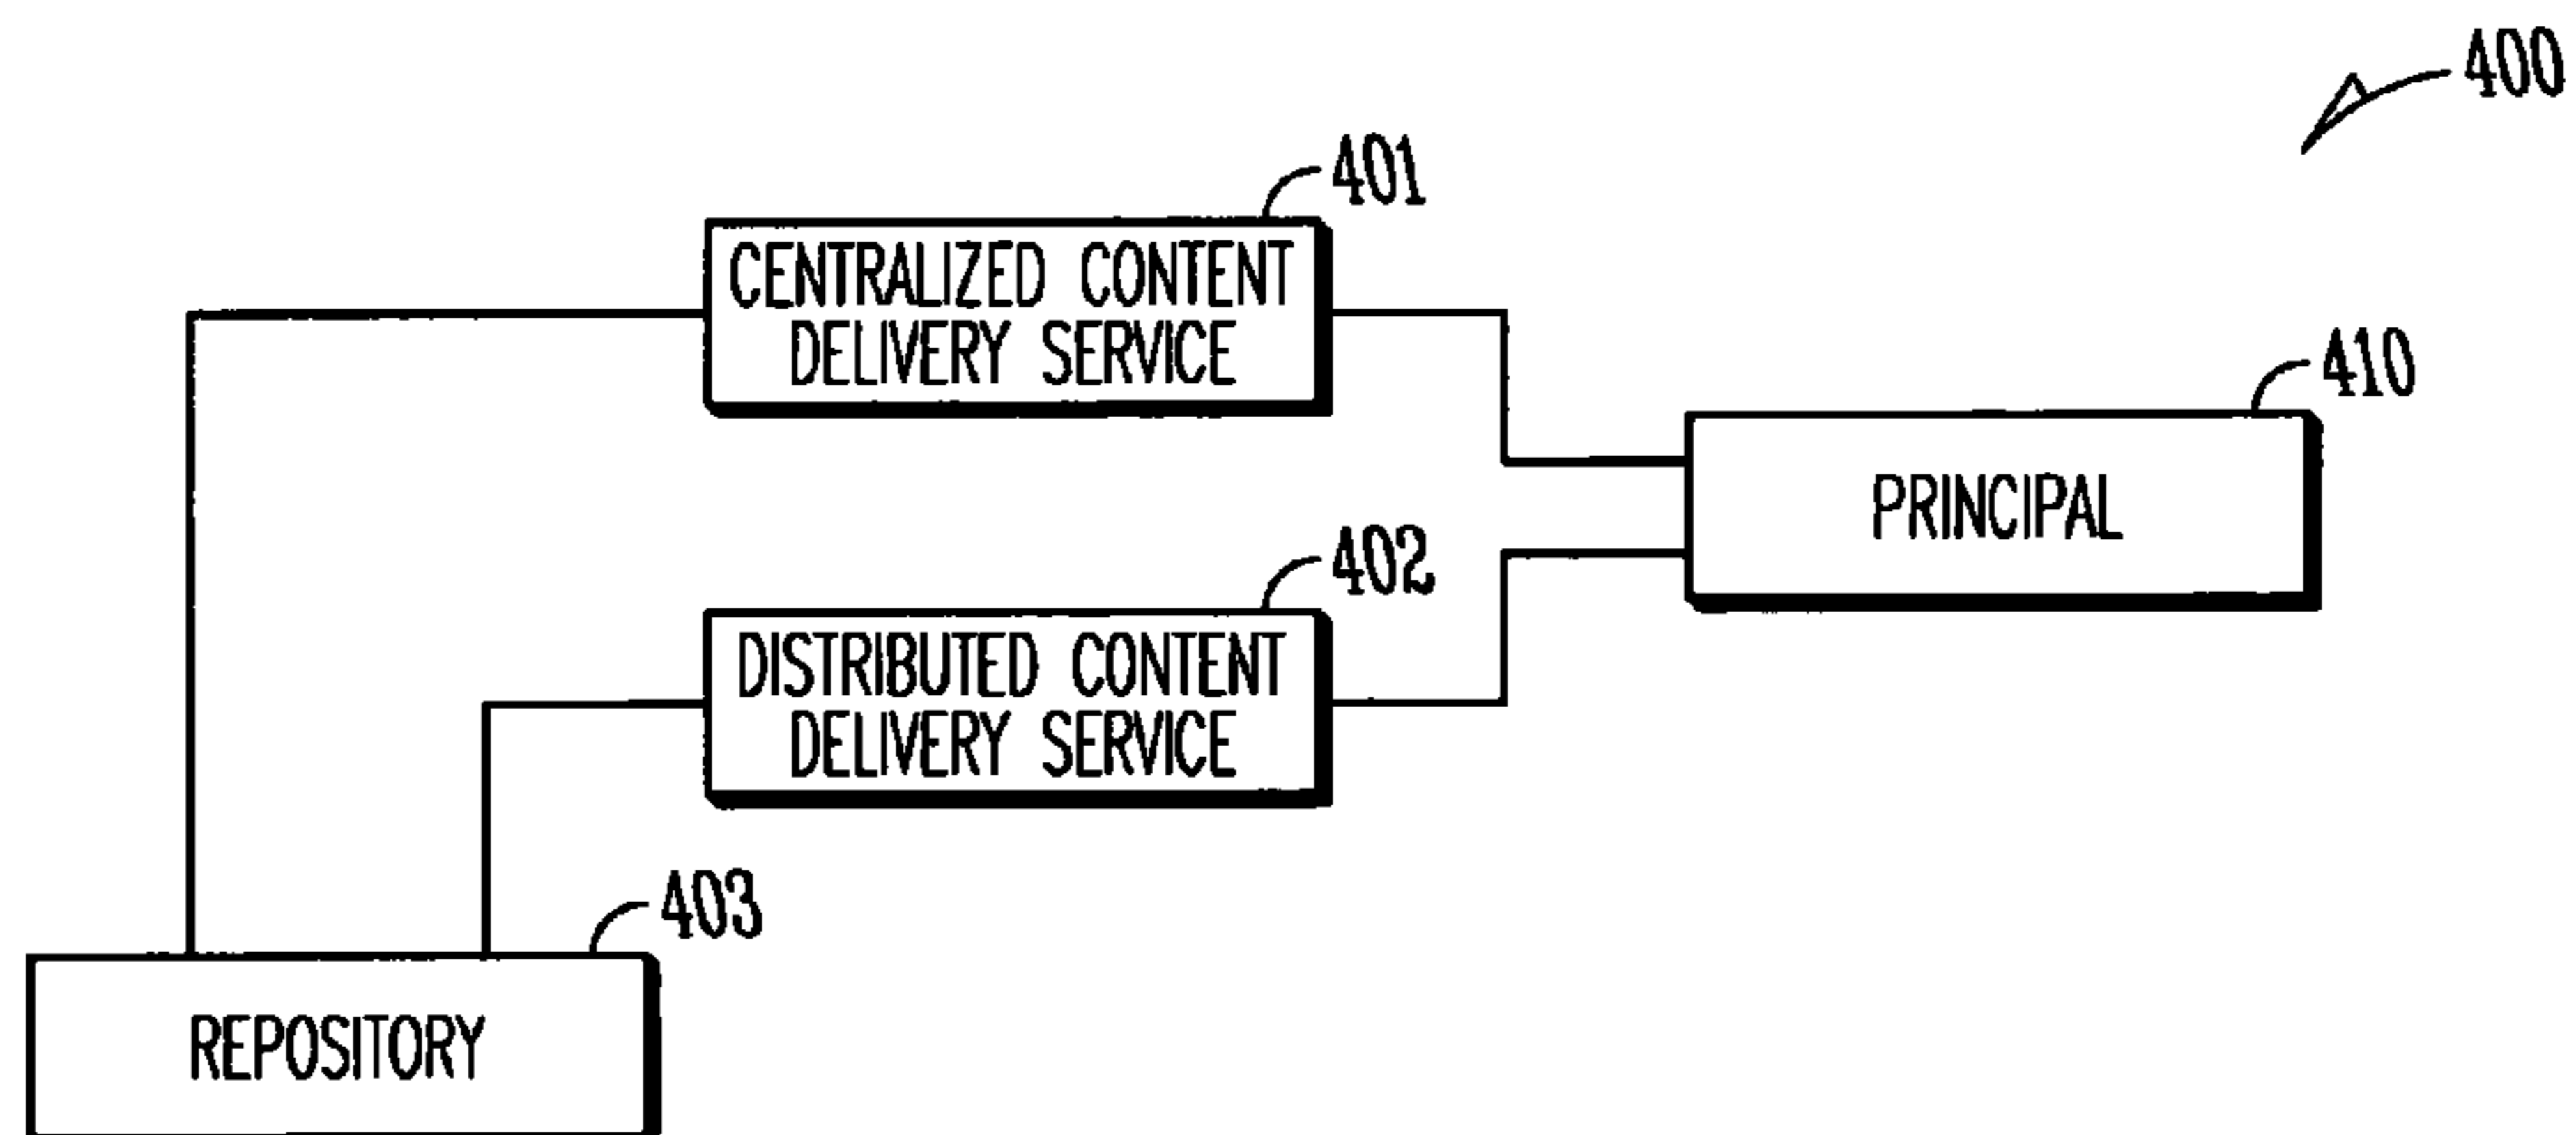 400
401
CENTRALIZED CONTENT
DELIVERY SERVICE
410
PRINCIPAL
402
DISTRIBUTED CONTENT
DELIVERY SERVICE
403
REPOSITORY